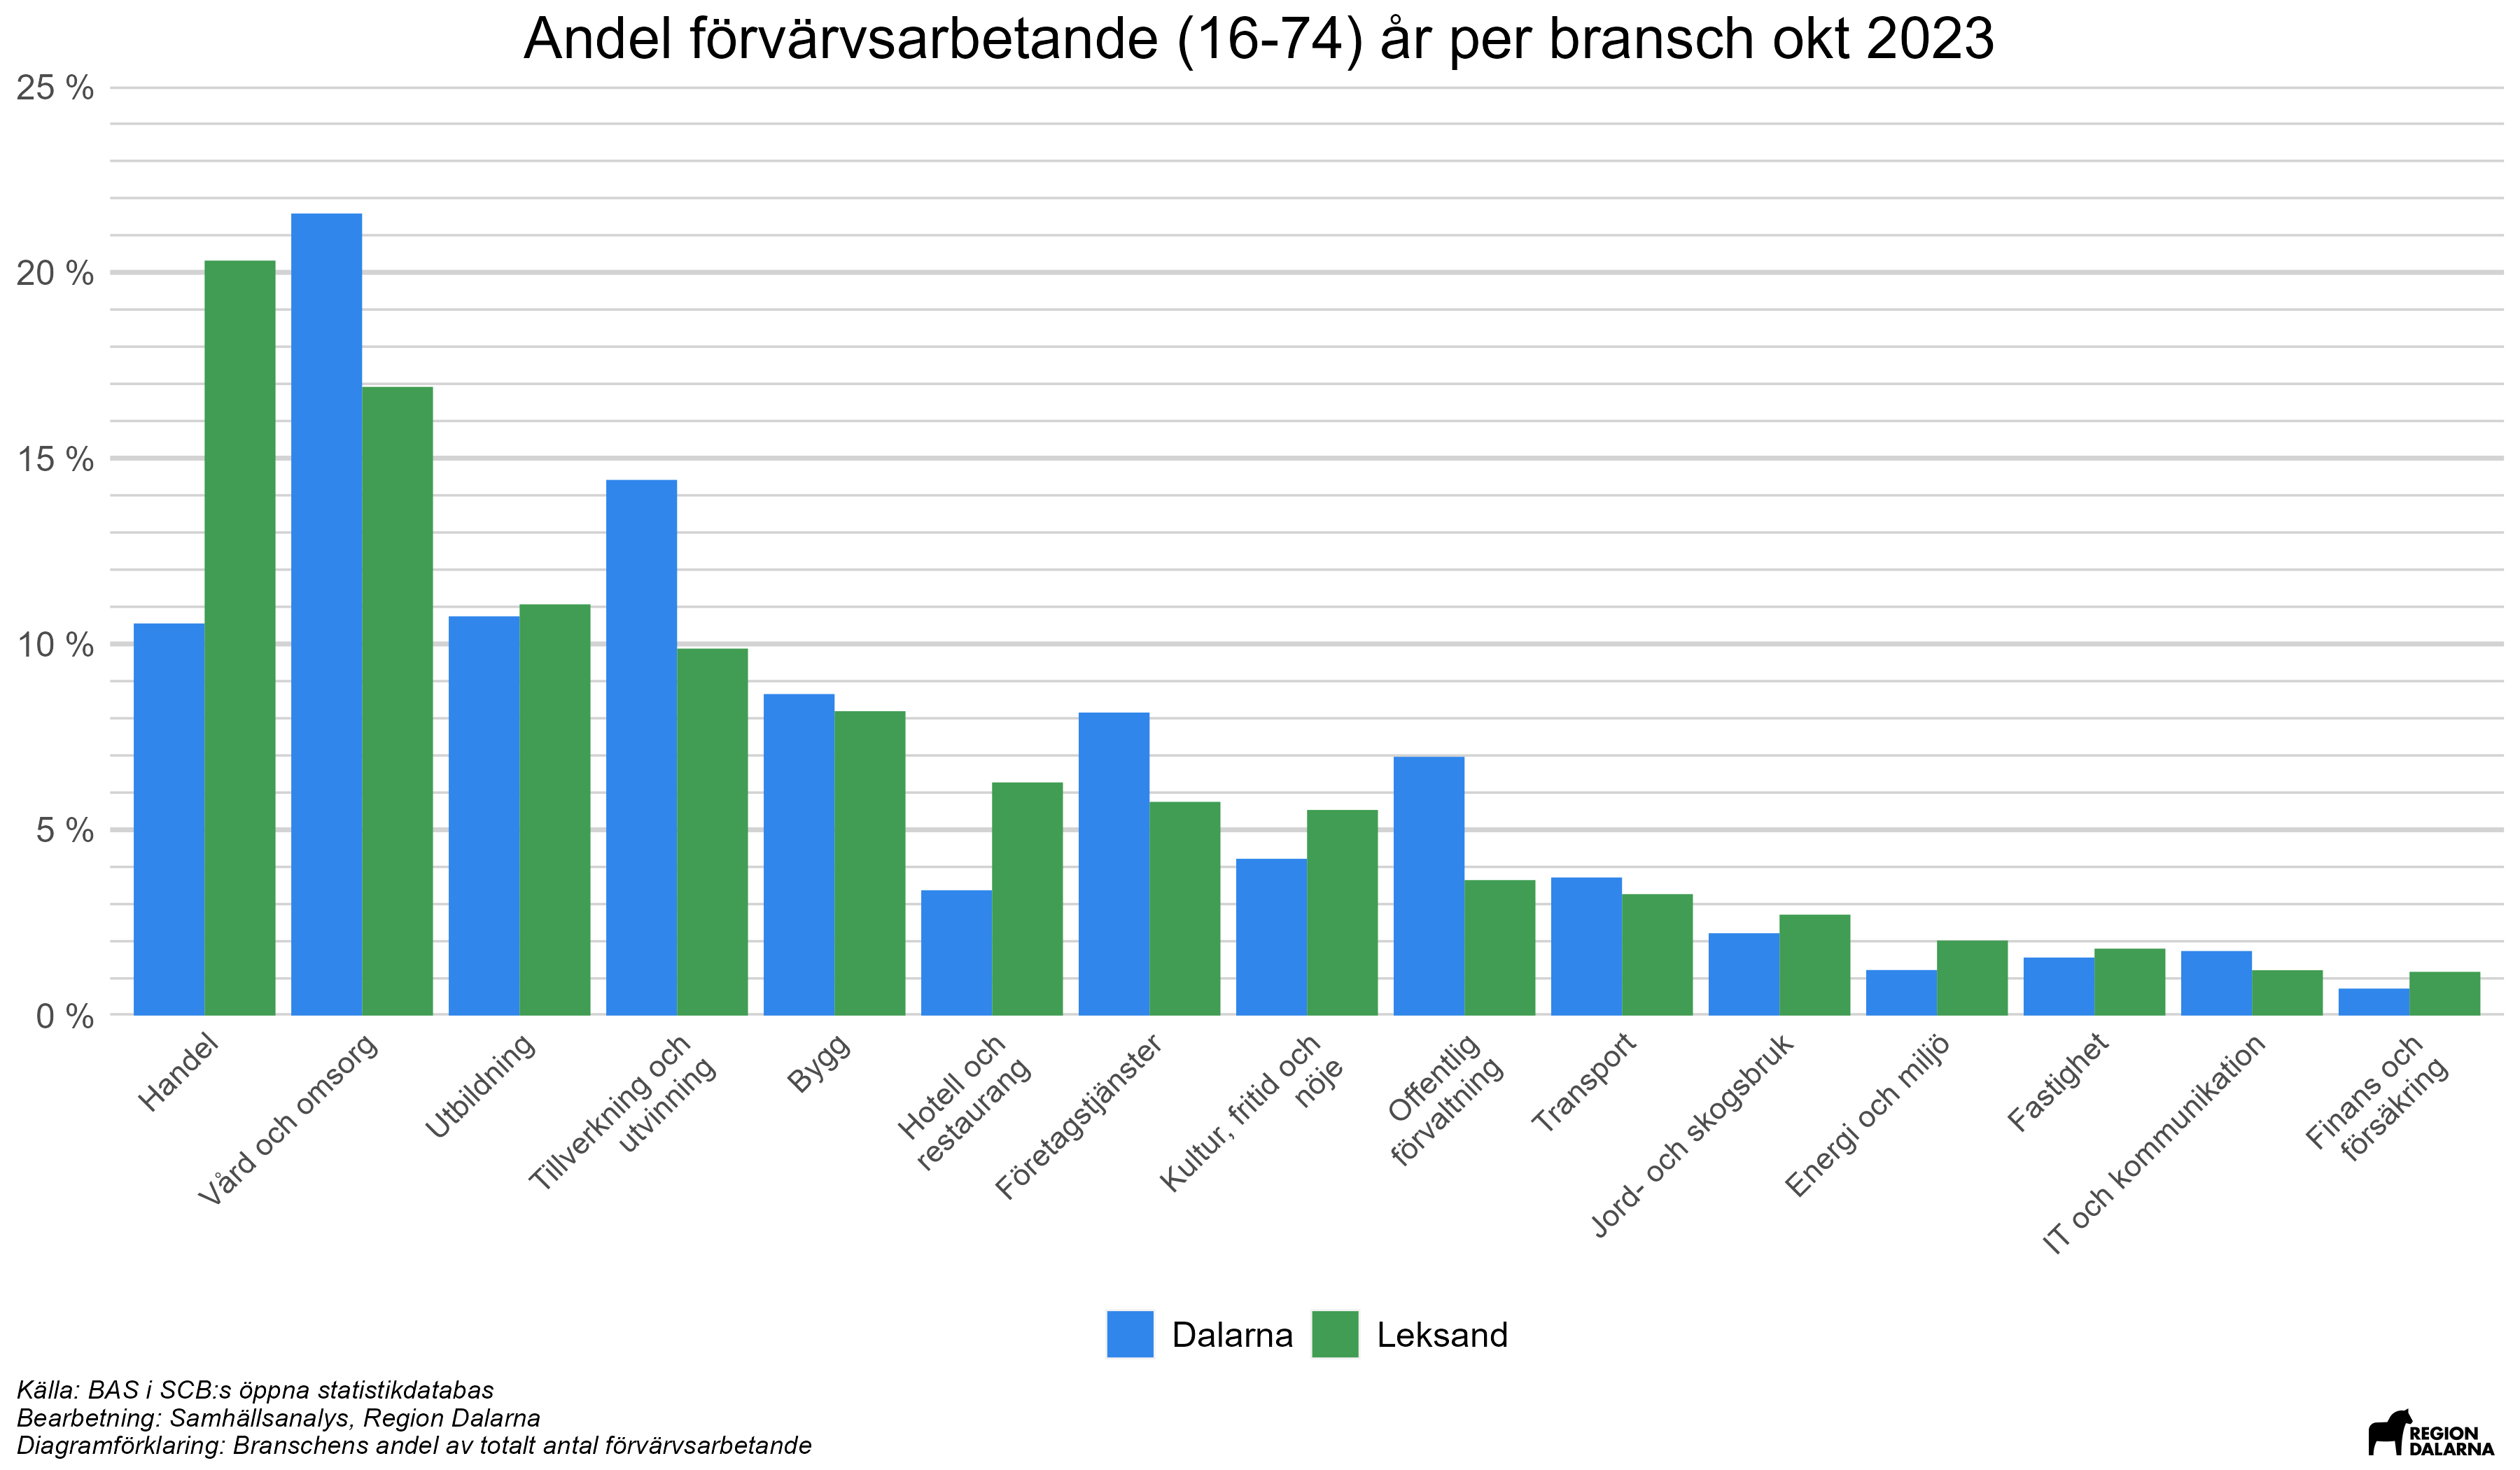 Andel förvärvsarbetande (16-74) år per bransch okt 2023
25 %
20 %
15 %
10 %
5 %
0 %
Handel
Vård och omsorg
Utbildning
Tillverkning och
utvinning
Bygg
Hotell och
restaurang
Företagstjänster
Kultur, fritid och
nöje
Offentlig
förvaltning
Transport
Jord- och skogsbruk
Energi och miljö
Fastighet
IT och kommunikation
Finans och
försäkring
Dalarna
Leksand
Källa: BAS i SCB:s öppna statistikdatabas
Bearbetning: Samhällsanalys, Region Dalarna
Diagramförklaring: Branschens andel av totalt antal förvärvsarbetande
REGION
DALARNA